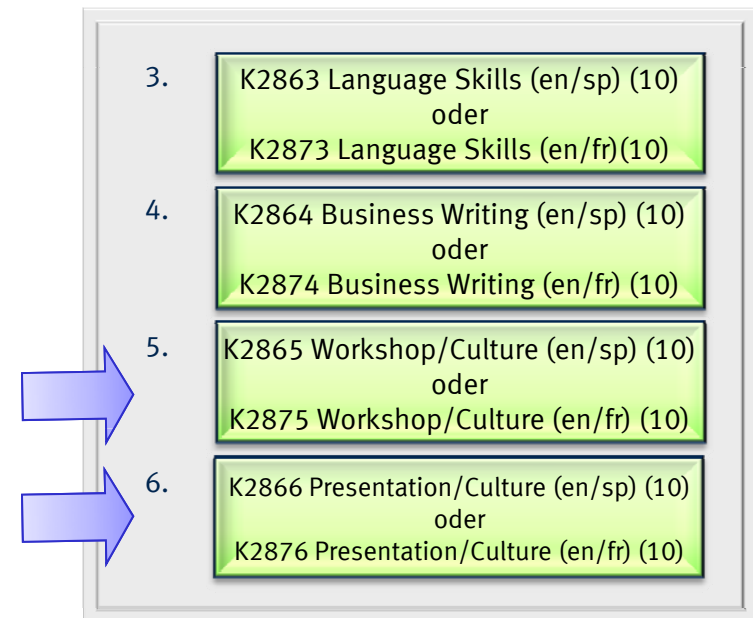 3.
K2863 Language Skills (en/sp) (10)
oder
K2873 Language Skills (en/fr)(10)
4.
K2864 Business Writing (en/sp) (10)
oder
K2874 Business Writing (en/fr) (10)
5.
K2865 Workshop/Culture (en/sp) (10)
oder
K2875 Workshop/Culture (en/fr) (10)
6.
K2866 Presentation/Culture (en/sp) (10)
oder
K2876 Presentation/Culture (en/fr) (10)